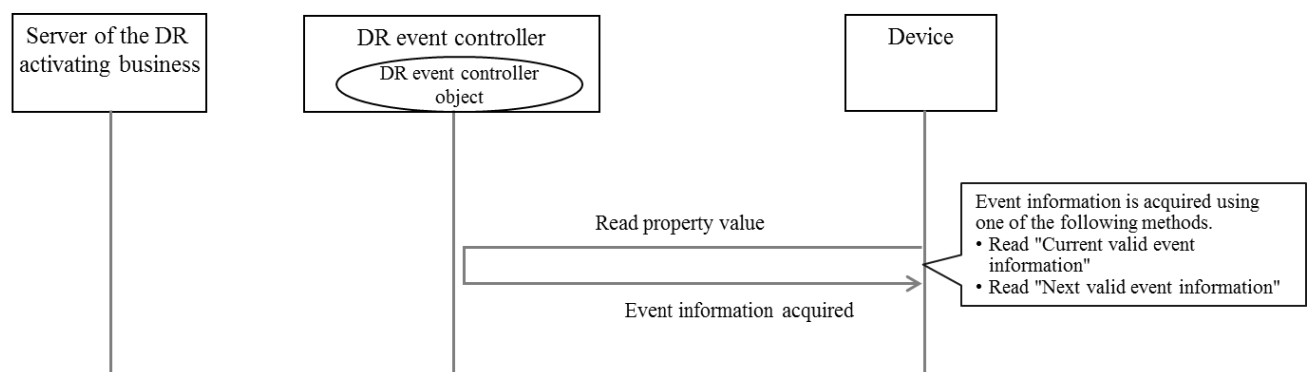 Server of the DR
activating business
DR event controller
DR event controller
object
Device
Event information is acquired using
one of the following methods.
• Read "Current valid event
information"
• Read "Next valid event information"
Read property value
Event information acquired